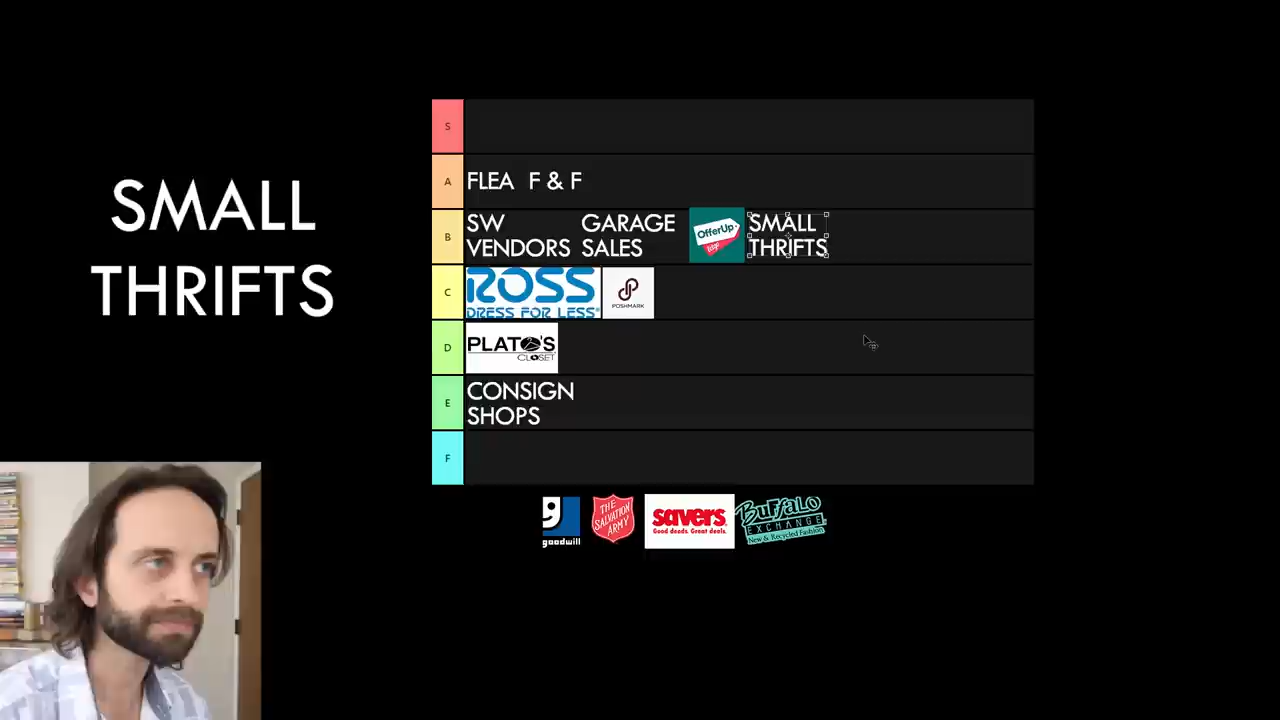 SMALL
THRIFTS
S
A
FLEA F & F
B
SW
VENDORS
GARAGE
SALES
OfferUp
letgo
SMALL
THRIFTS
C
ROSS
DRESS FOR LESS®
POSHMARK
D
PLATO'S
CLOSET
E
CONSIGN
SHOPS
F
g
goodwill
THE
SALVATION
ARMY
savers
Good deeds. Great deals.
BUFFALO
EXCHANGE
New & Recycled Fashion